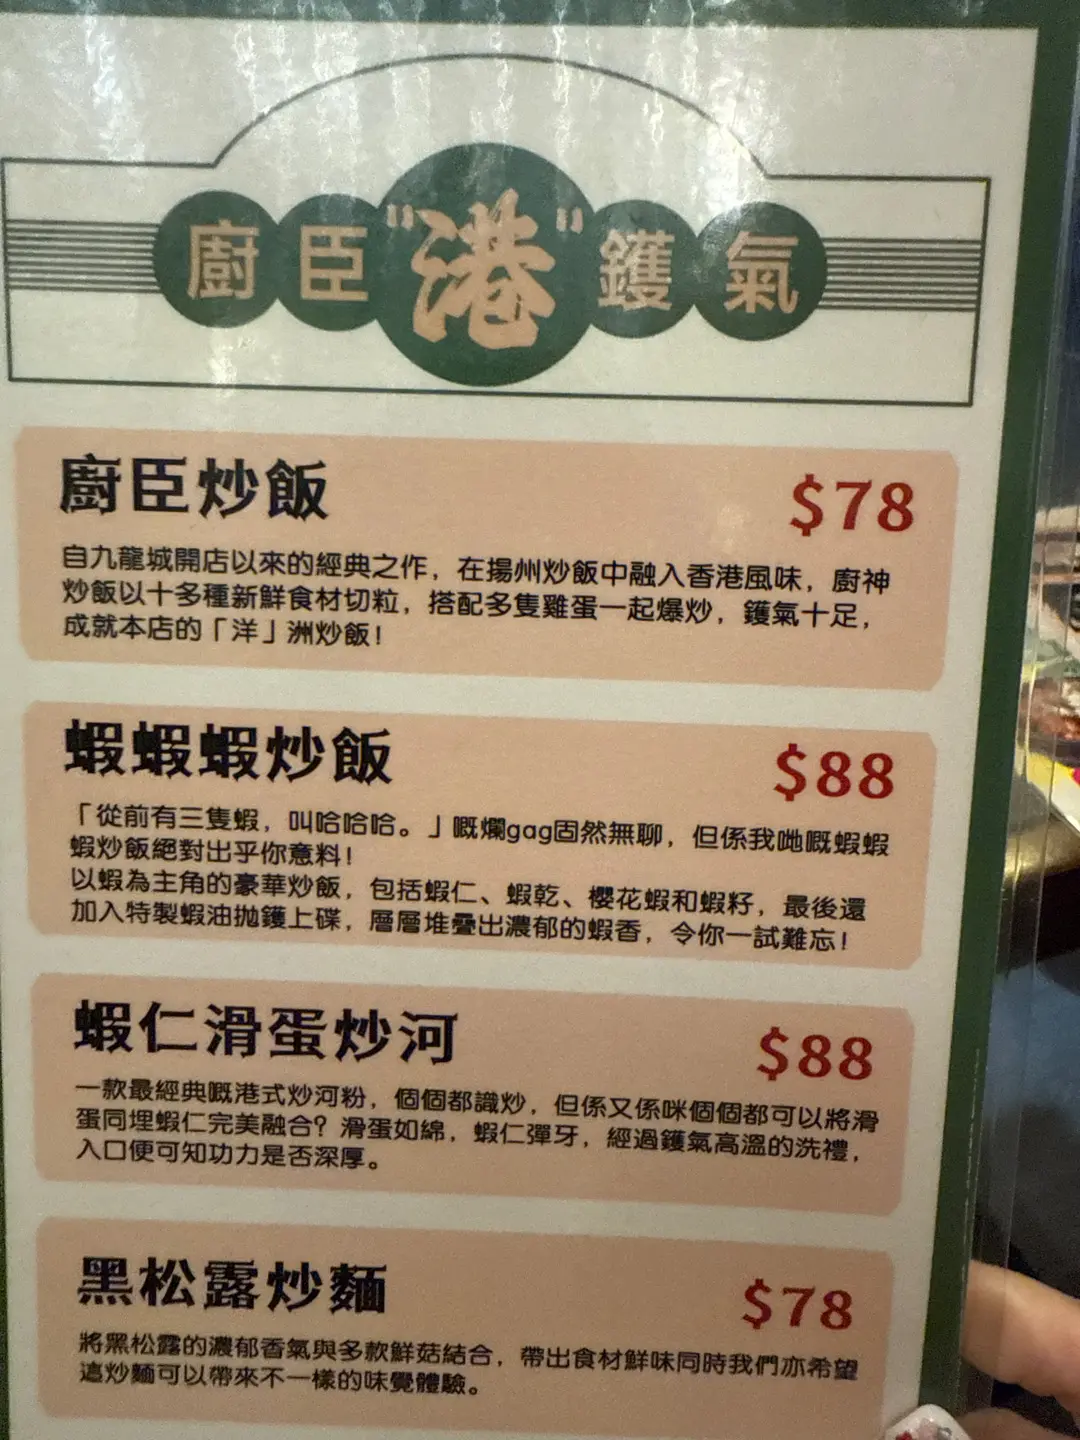 廚臣"港"鑊氣
廚臣炒飯
$78
自九龍城開店以來的經典之作，在揚州炒飯中融入香港風味，廚神
炒飯以十多種新鮮食材切粒，搭配多隻雞蛋一起爆炒，鑊氣十足，
成就本店的「洋」洲炒飯！
蝦蝦蝦炒飯
$88
「從前有三隻蝦，叫哈哈哈。」嘅爛gag固然無聊，但係我哋嘅蝦蝦
蝦炒飯絕對出乎你意料！
以蝦為主角的豪華炒飯，包括蝦仁、蝦乾、櫻花蝦和蝦籽，最後還
加入特製蝦油拋鑊上碟，層層堆疊出濃郁的蝦香，令你一試難忘！
蝦仁滑蛋炒河
$88
一款最經典嘅港式炒河粉，個個都識炒，但係又係咪個個都可以將滑
蛋同埋蝦仁完美融合？滑蛋如綿，蝦仁彈牙，經過鑊氣高溫的洗禮，
入口便可知功力是否深厚。
黑松露炒麵
$78
將黑松露的濃郁香氣與多款鮮菇結合，帶出食材鮮味同時我們亦希望
這炒麵可以帶來不一樣的味覺體驗。